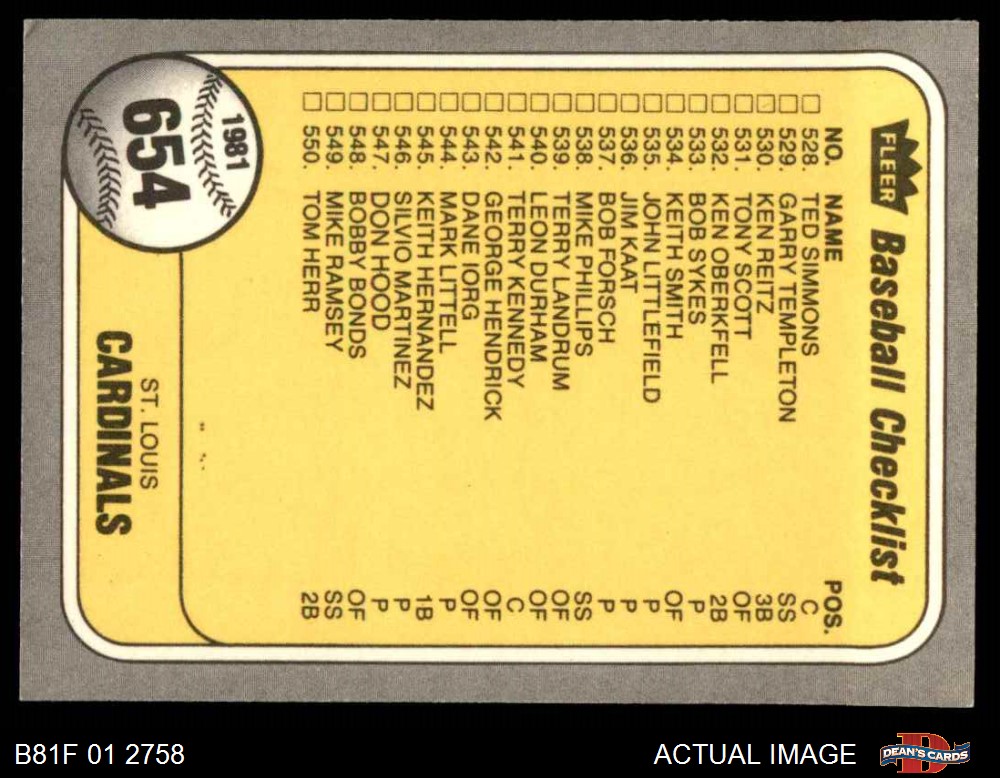 FLEER Baseball Checklist
NO. NAME POS.
528. TED SIMMONS C
529. GARRY TEMPLETON SS
530. KEN REITZ 3B
531. TONY SCOTT OF
532. KEN OBERKFELL 2B
533. BOB SYKES P
534. KEITH SMITH OF
535. JOHN LITTLEFIELD P
536. JIM KAAT P
537. BOB FORSCH P
538. MIKE PHILLIPS SS
539. TERRY LANDRUM OF
540. LEON DURHAM OF
541. TERRY KENNEDY C
542. GEORGE HENDRICK OF
543. DANE IORG OF
544. MARK LITTELL P
545. KEITH HERNANDEZ 1B
546. SILVIO MARTINEZ P
547. DON HOOD P
548. BOBBY BONDS OF
549. MIKE RAMSEY SS
550. TOM HERR 2B
1981
654
ST. LOUIS
CARDINALS
B81F 01 2758 ACTUAL IMAGE DEAN'S CARDS